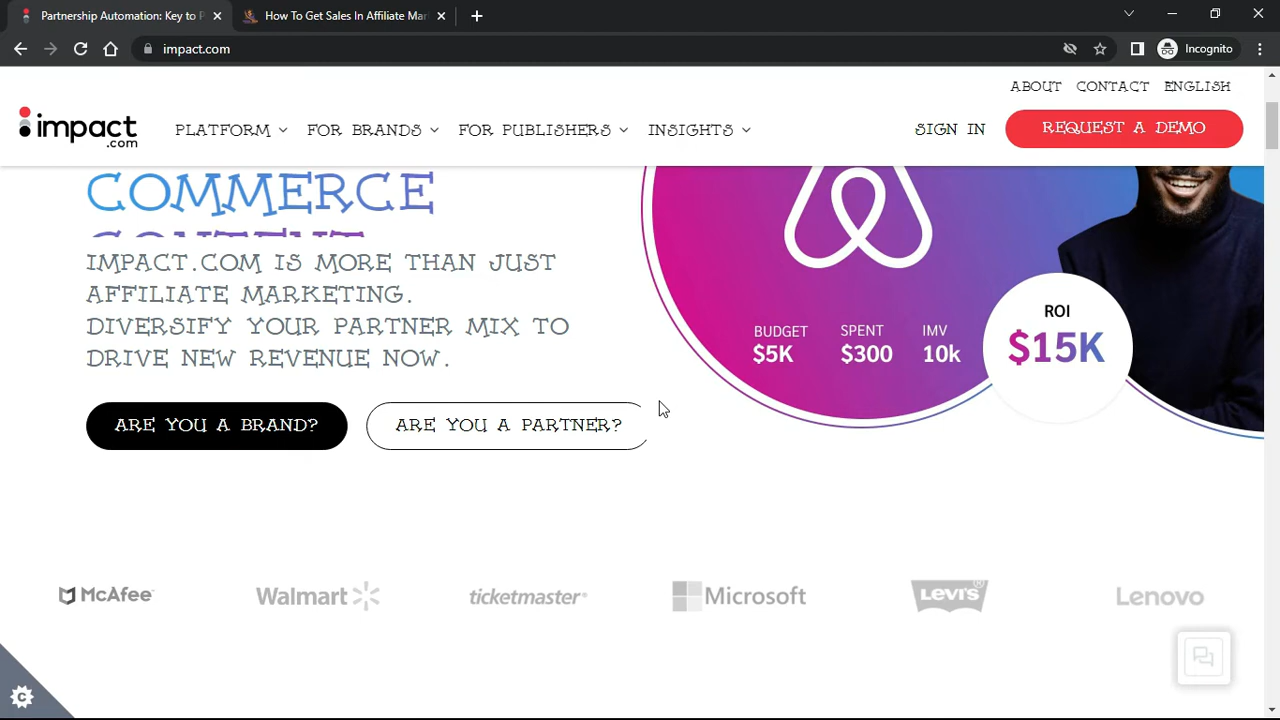 Partnership Automation: Key to P
How To Get Sales In Affiliate Mar
impact.com
Incognito
ABOUT CONTACT ENGLISH
impact
.com
PLATFORM FOR BRANDS FOR PUBLISHERS INSIGHTS SIGN IN REQUEST A DEMO
COMMERCE
CONTENT
IMPACT.COM IS MORE THAN JUST
AFFILIATE MARKETING.
DIVERSIFY YOUR PARTNER MIX TO
DRIVE NEW REVENUE NOW.
BUDGET SPENT IMV
$5K $300 10k
ROI
$15K
ARE YOU A BRAND? ARE YOU A PARTNER?
McAfee Walmart ticketmaster® Microsoft Levi's® Lenovo
C